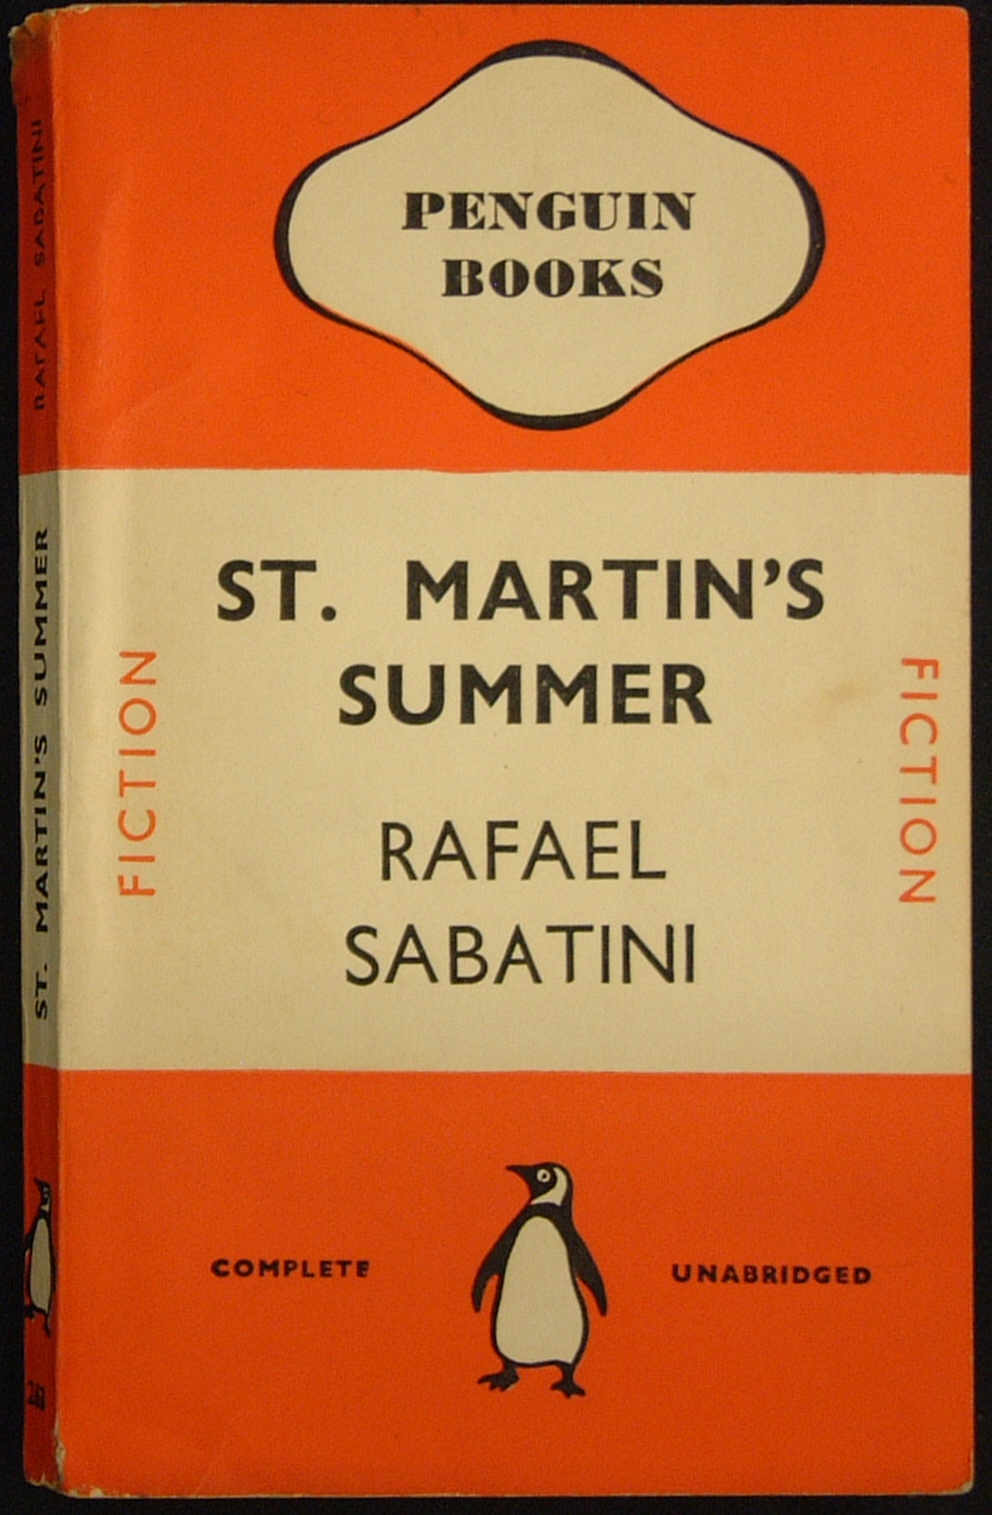 PENGUIN
BOOKS
ST. MARTIN'S
SUMMER
RAFAEL
SABATINI
FICTION
FICTION
COMPLETE
UNABRIDGED
ST. MARTIN'S SUMMER
RAFAEL SABATINI